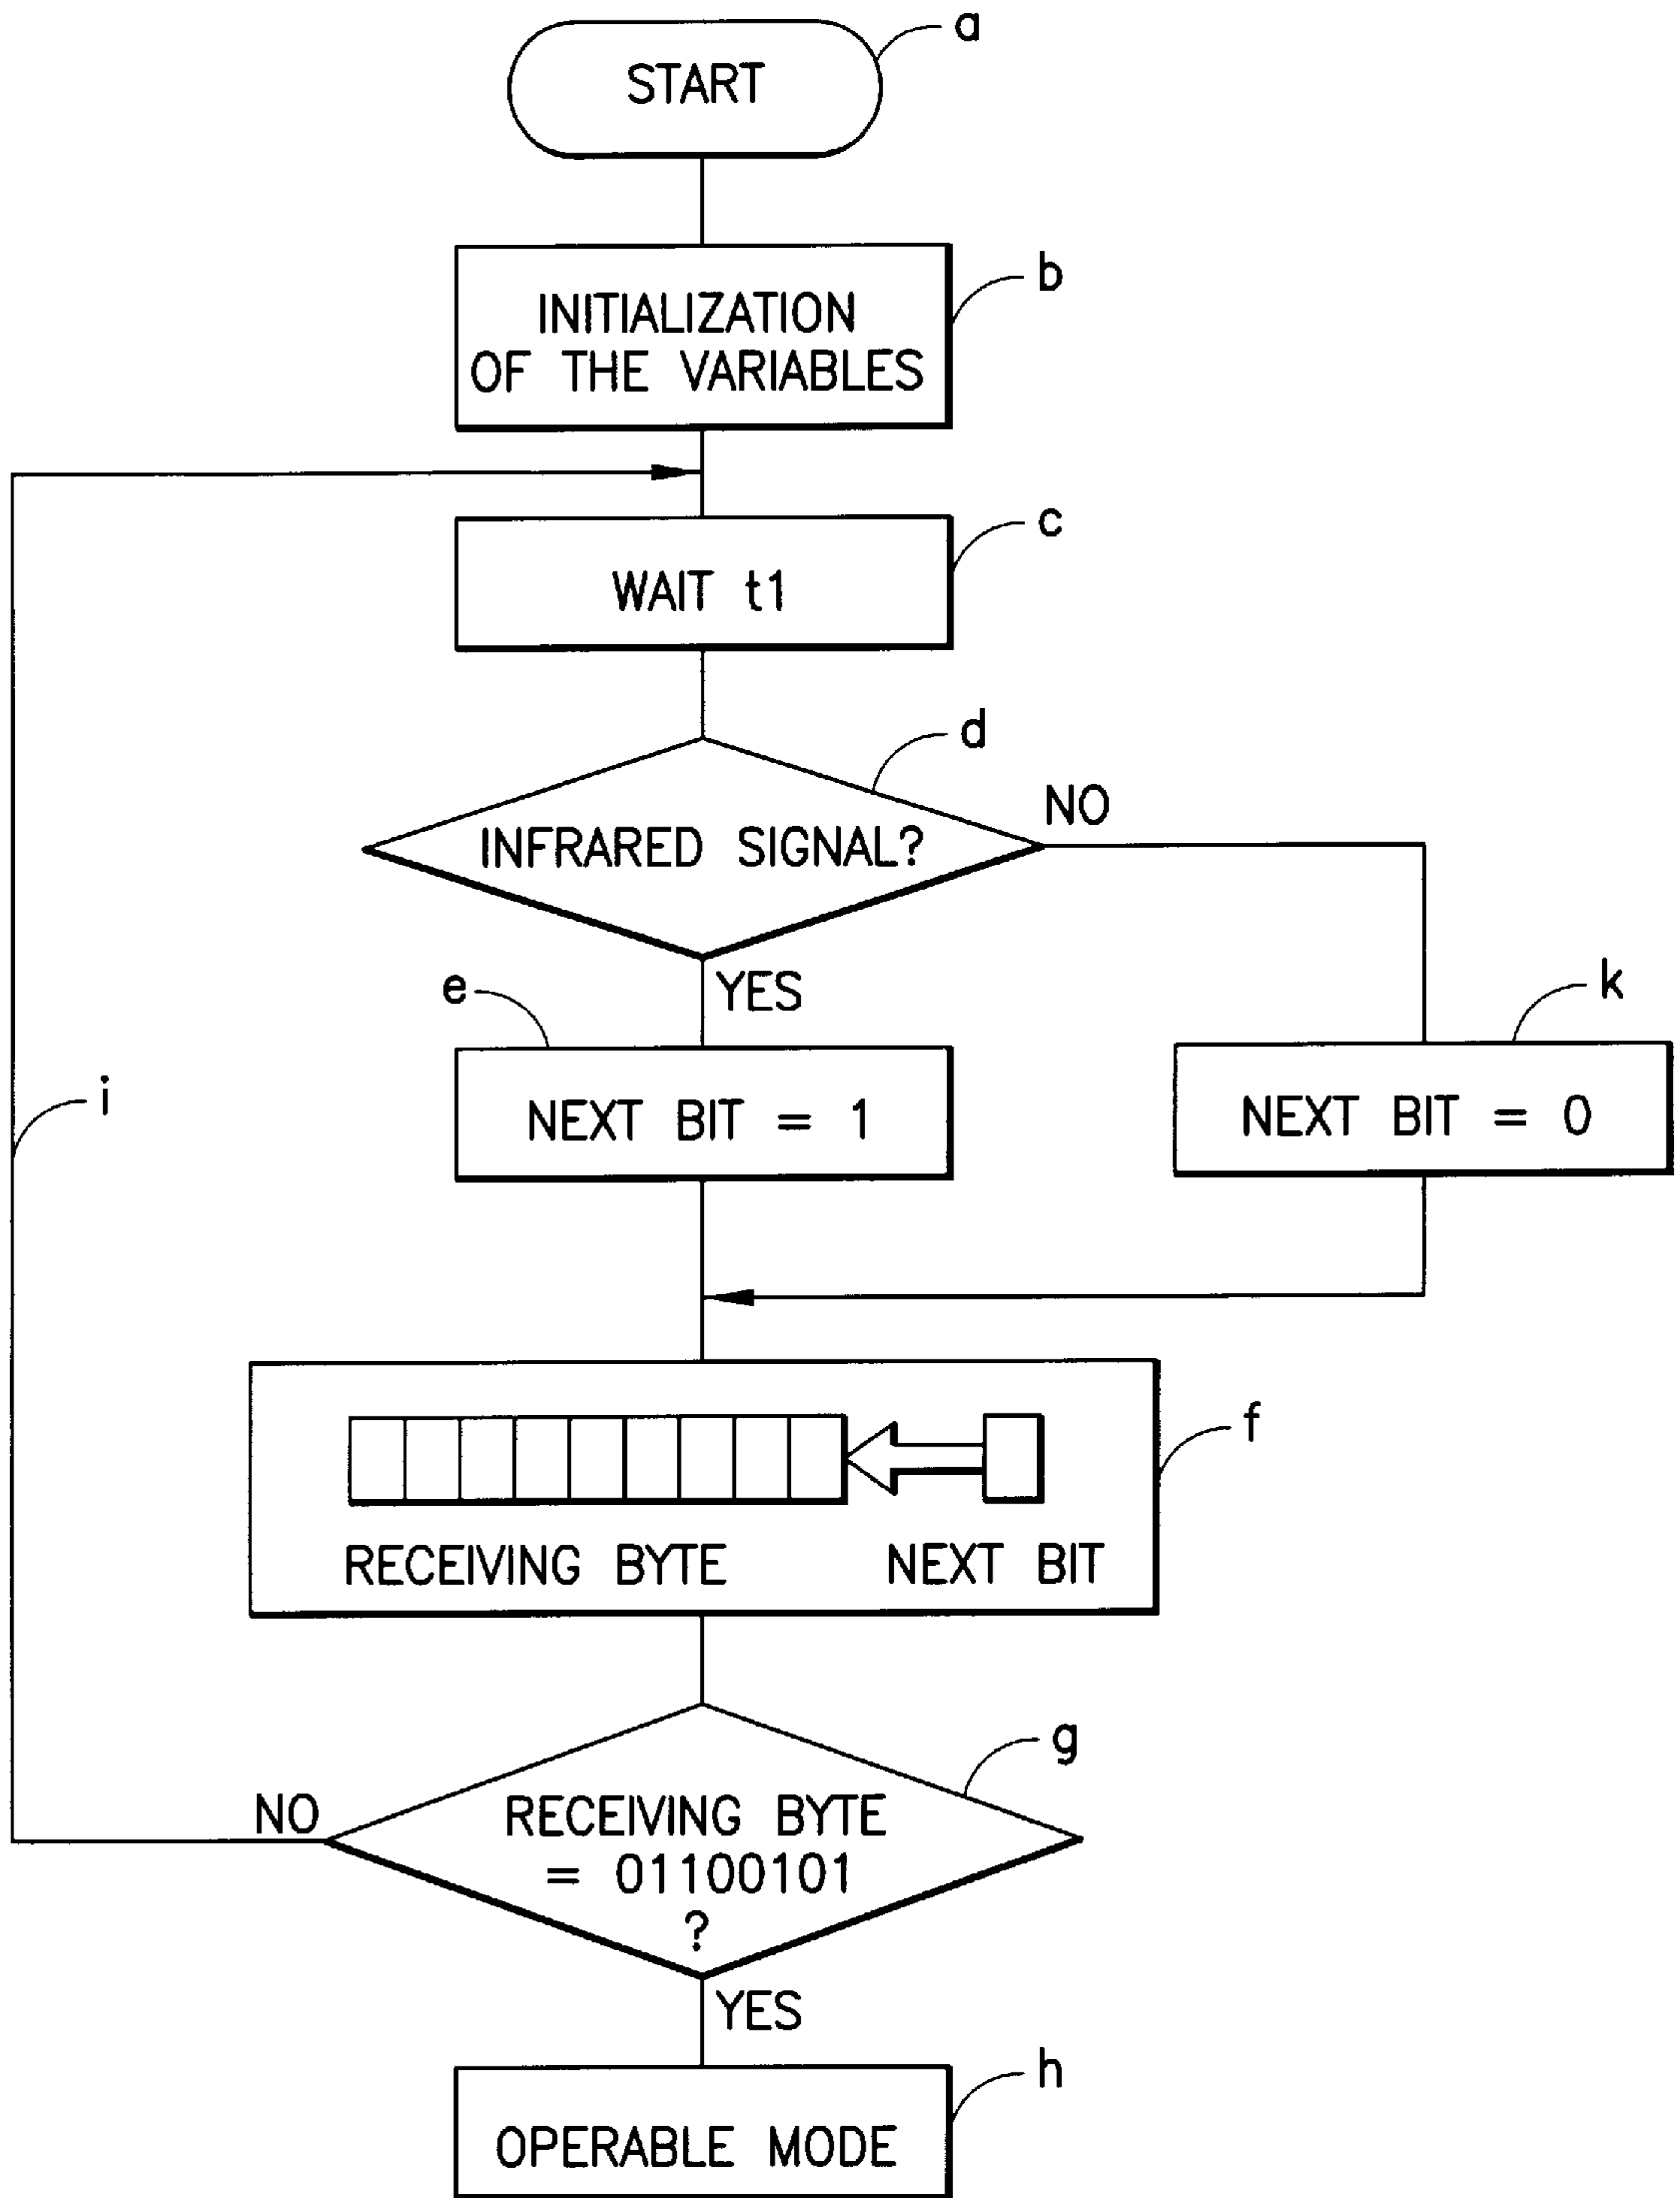 a
START
b
INITIALIZATION
OF THE VARIABLES
c
WAIT t1
d
NO
INFRARED SIGNAL?
YES
e
k
i
NEXT BIT = 1
NEXT BIT = 0
f
RECEIVING BYTE
NEXT BIT
g
NO
RECEIVING BYTE
= 01100101
?
YES
h
OPERABLE MODE